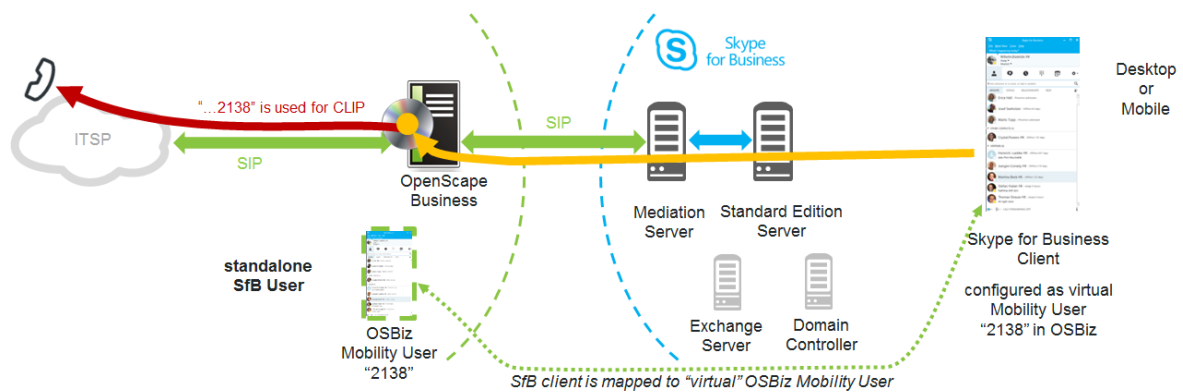 Skype
for Business
Desktop
or
Mobile
"...2138" is used for CLIP
ITSP
SIP
SIP
OpenScape
Business
Mediation
Server
Standard Edition
Server
Skype for Business
Client
standalone
SfB User
configured as virtual
Mobility User
"2138" in OSBiz
OSBiz
Mobility User
"2138"
Exchange
Server
Domain
Controller
SfB client is mapped to "virtual" OSBiz Mobility User